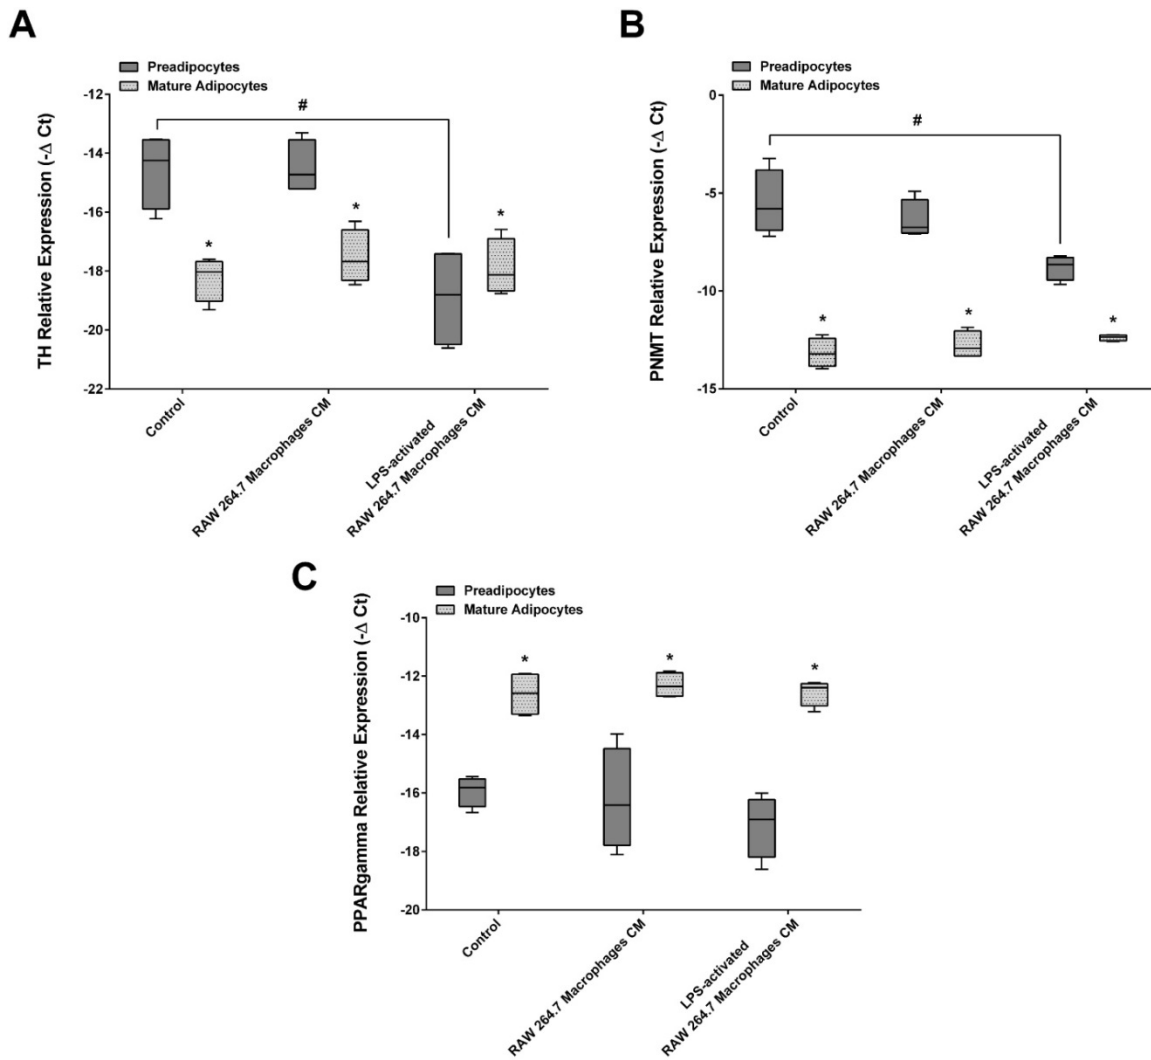 A
Preadipocytes
Mature Adipocytes
TH Relative Expression (-Δ Ct)
-12
-14
-16
-18
-20
-22
#
*
*
*
Control
RAW 264.7 Macrophages CM
LPS-activated
RAW 264.7 Macrophages CM
B
Preadipocytes
Mature Adipocytes
PNMT Relative Expression (-Δ Ct)
0
-5
-10
-15
#
*
*
*
Control
RAW 264.7 Macrophages CM
LPS-activated
RAW 264.7 Macrophages CM
C
Preadipocytes
Mature Adipocytes
PPARgamma Relative Expression (-Δ Ct)
-10
-12
-14
-16
-18
-20
*
*
*
Control
RAW 264.7 Macrophages CM
LPS-activated
RAW 264.7 Macrophages CM